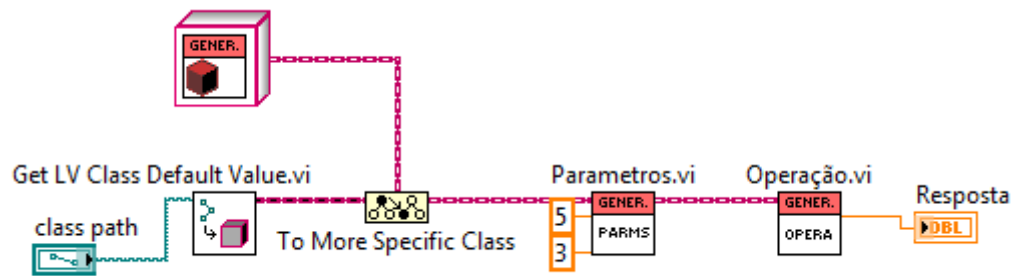 GENER.
Get LV Class Default Value.vi
Parametros.vi
Operação.vi
Resposta
class path
To More Specific Class
GENER.
5
PARMS
3
GENER.
OPERA
DBL